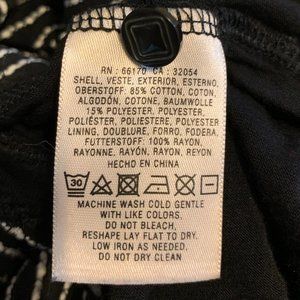 RN : 66170 CA : 32054
SHELL, VESTE, EXTERIOR, ESTERNO,
OBERSTOFF: 85% COTTON, COTON,
ALGODÓN, COTONE, BAUMWOLLE
15% POLYESTER, POLYESTER,
POLIÉSTER, POLIESTERE, POLYESTER
LINING, DOUBLURE, FORRO, FODERA,
FUTTERSTOFF: 100% RAYON,
RAYONNE, RAYÓN, RAYON, REYON
HECHO EN CHINA
30
MACHINE WASH COLD GENTLE
WITH LIKE COLORS.
DO NOT BLEACH,
RESHAPE LAY FLAT TO DRY.
LOW IRON AS NEEDED.
DO NOT DRY CLEAN